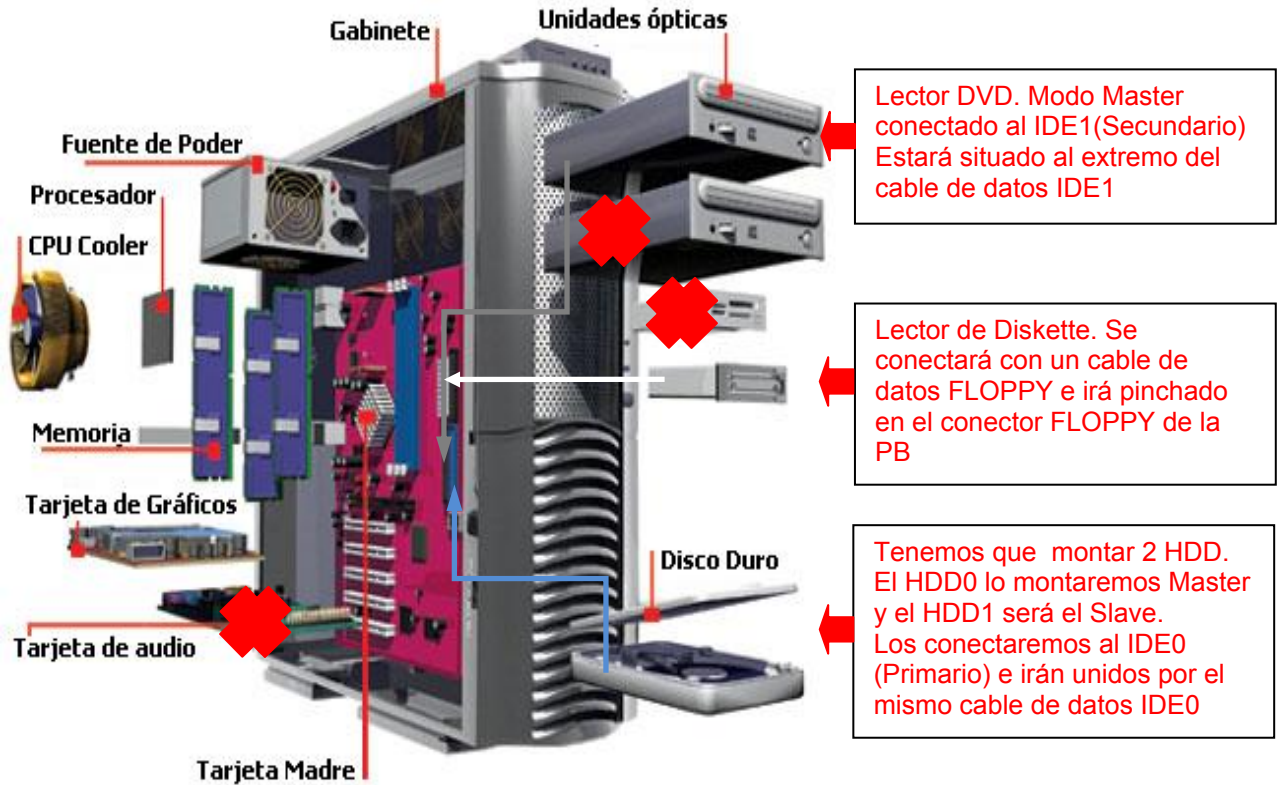 Gabinete
Unidades ópticas
Fuente de Poder
Procesador
CPU Cooler
Memoria
Tarjeta de Gráficos
Tarjeta de audio
Tarjeta Madre
Disco Duro
Lector DVD. Modo Master
conectado al IDE1(Secundario)
Estará situado al extremo del
cable de datos IDE1
Lector de Diskette. Se
conectará con un cable de
datos FLOPPY e irá pinchado
en el conector FLOPPY de la
PB
Tenemos que montar 2 HDD.
El HDD0 lo montaremos Master
y el HDD1 será el Slave.
Los conectaremos al IDE0
(Primario) e irán unidos por el
mismo cable de datos IDE0